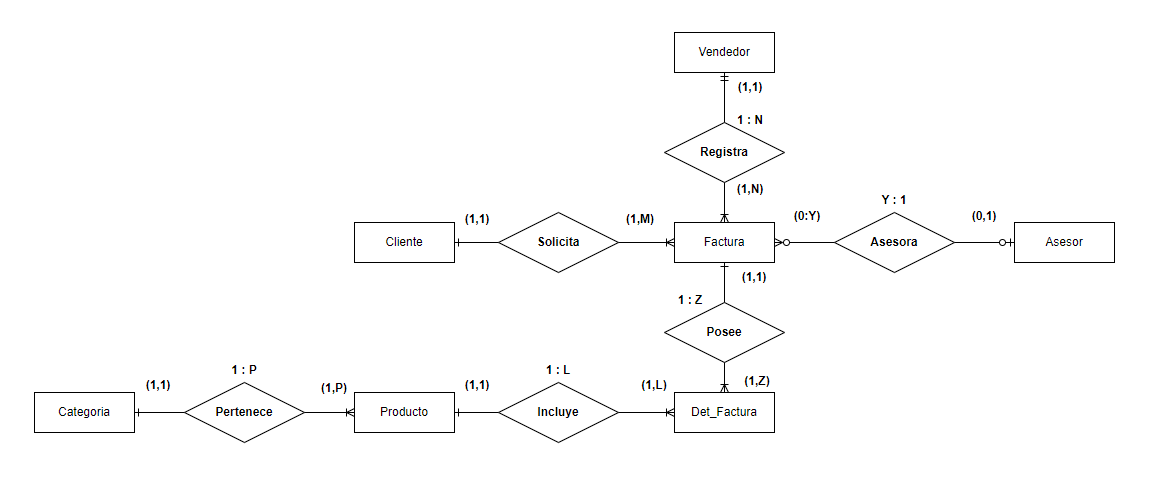 Vendedor
(1,1)
1 : N
Registra
(1,N)
Y : 1
(1,1)
(1,M)
(0:Y)
(0,1)
Cliente
Solicita
Factura
Asesora
Asesor
(1,1)
1 : Z
Posee
1 : P
1 : L
(1,1)
(1,P)
(1,1)
(1,L)
(1,Z)
Categoria
Pertenece
Producto
Incluye
Det_Factura